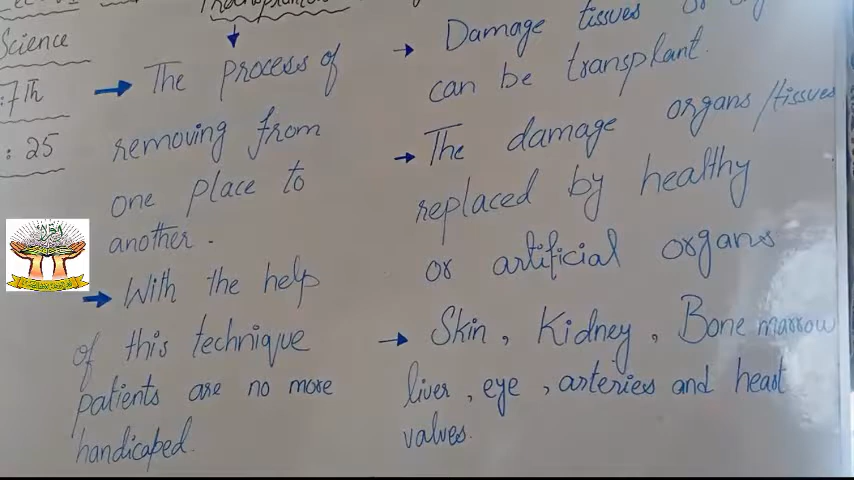 Science
:7Th
: 25
→ The process of
removing from
one place to
another.
→ With the help
of this technique
patients are no more
handicaped.
→ Damage tissues or
can be transplant.
→ The damage organs/tissues
replaced by healthy
or artificial organs
→ Skin, Kidney, Bone marrow
liver, eye, arteries and heart
valves.